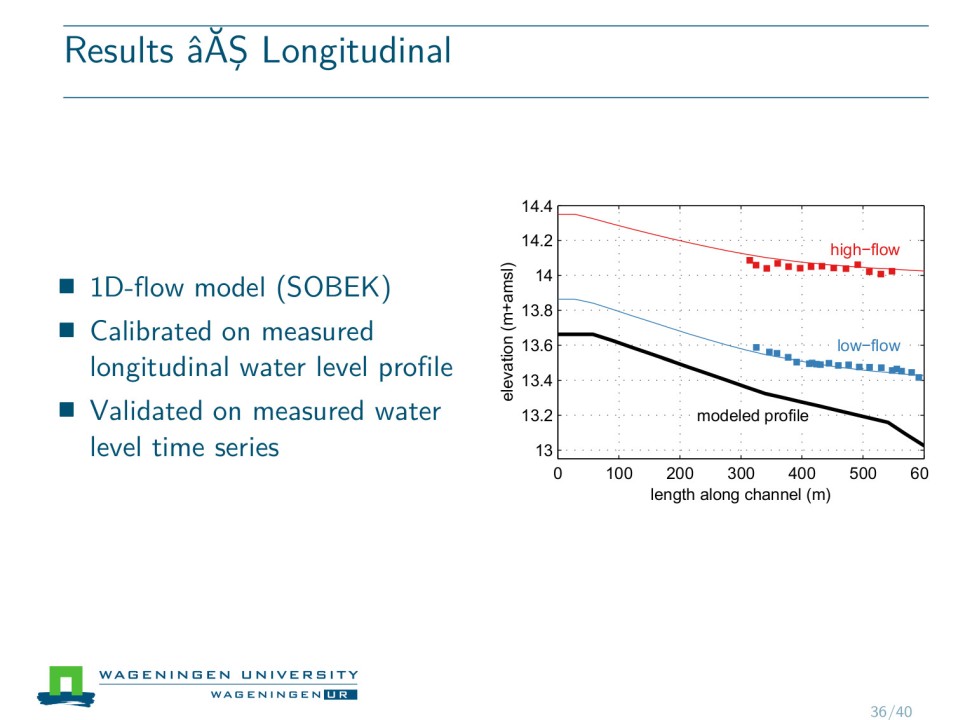 Results âĂŞ Longitudinal
1D-flow model (SOBEK)
Calibrated on measured
longitudinal water level profile
Validated on measured water
level time series
14.4
14.2
14
13.8
13.6
13.4
13.2
13
elevation (m+amsl)
high-flow
low-flow
modeled profile
0 100 200 300 400 500 60
length along channel (m)
WAGENINGEN UNIVERSITY
WAGENINGEN UR
36/40